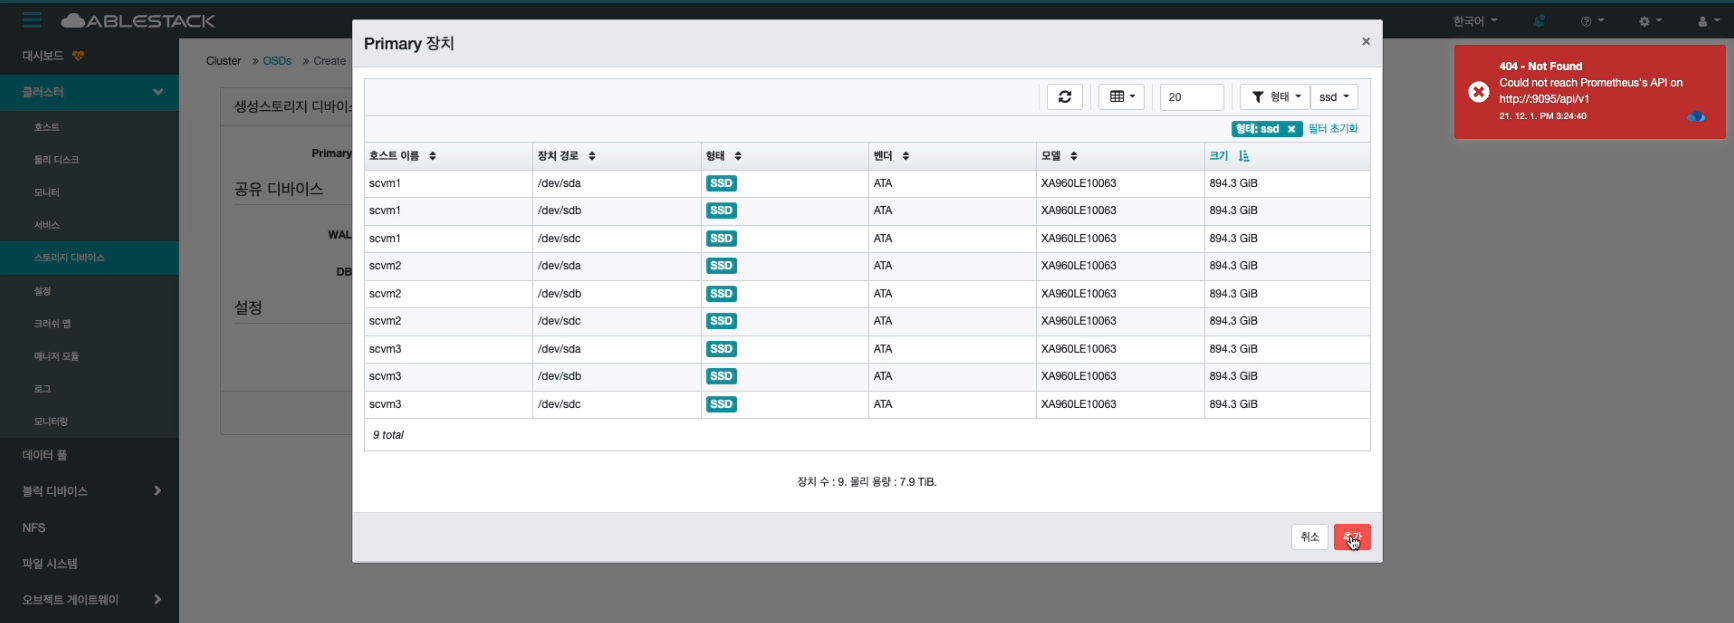 ABLESTACK
한국어
대시보드
클러스터
호스트
물리 디스크
모니터
서비스
스토리지 디바이스
설정
크러쉬 맵
매니저 모듈
로그
모니터링
데이터 풀
블럭 디바이스
NFS
파일 시스템
오브젝트 게이트웨이
Cluster » OSDs » Create
생성스토리지 디바이스
Primary
공유 디바이스
WAL
DB
설정
Primary 장치
×
20
형태
ssd
형태: ssd × 필터 초기화
호스트 이름 장치 경로 형태 벤더 모델 크기
scvm1 /dev/sda SSD ATA XA960LE10063 894.3 GiB
scvm1 /dev/sdb SSD ATA XA960LE10063 894.3 GiB
scvm1 /dev/sdc SSD ATA XA960LE10063 894.3 GiB
scvm2 /dev/sda SSD ATA XA960LE10063 894.3 GiB
scvm2 /dev/sdb SSD ATA XA960LE10063 894.3 GiB
scvm2 /dev/sdc SSD ATA XA960LE10063 894.3 GiB
scvm3 /dev/sda SSD ATA XA960LE10063 894.3 GiB
scvm3 /dev/sdb SSD ATA XA960LE10063 894.3 GiB
scvm3 /dev/sdc SSD ATA XA960LE10063 894.3 GiB
9 total
장치 수 : 9. 물리 용량 : 7.9 TiB.
취소
추가
404 - Not Found
Could not reach Prometheus's API on
http://:9095/api/v1
21. 12. 1. PM 3:24:40